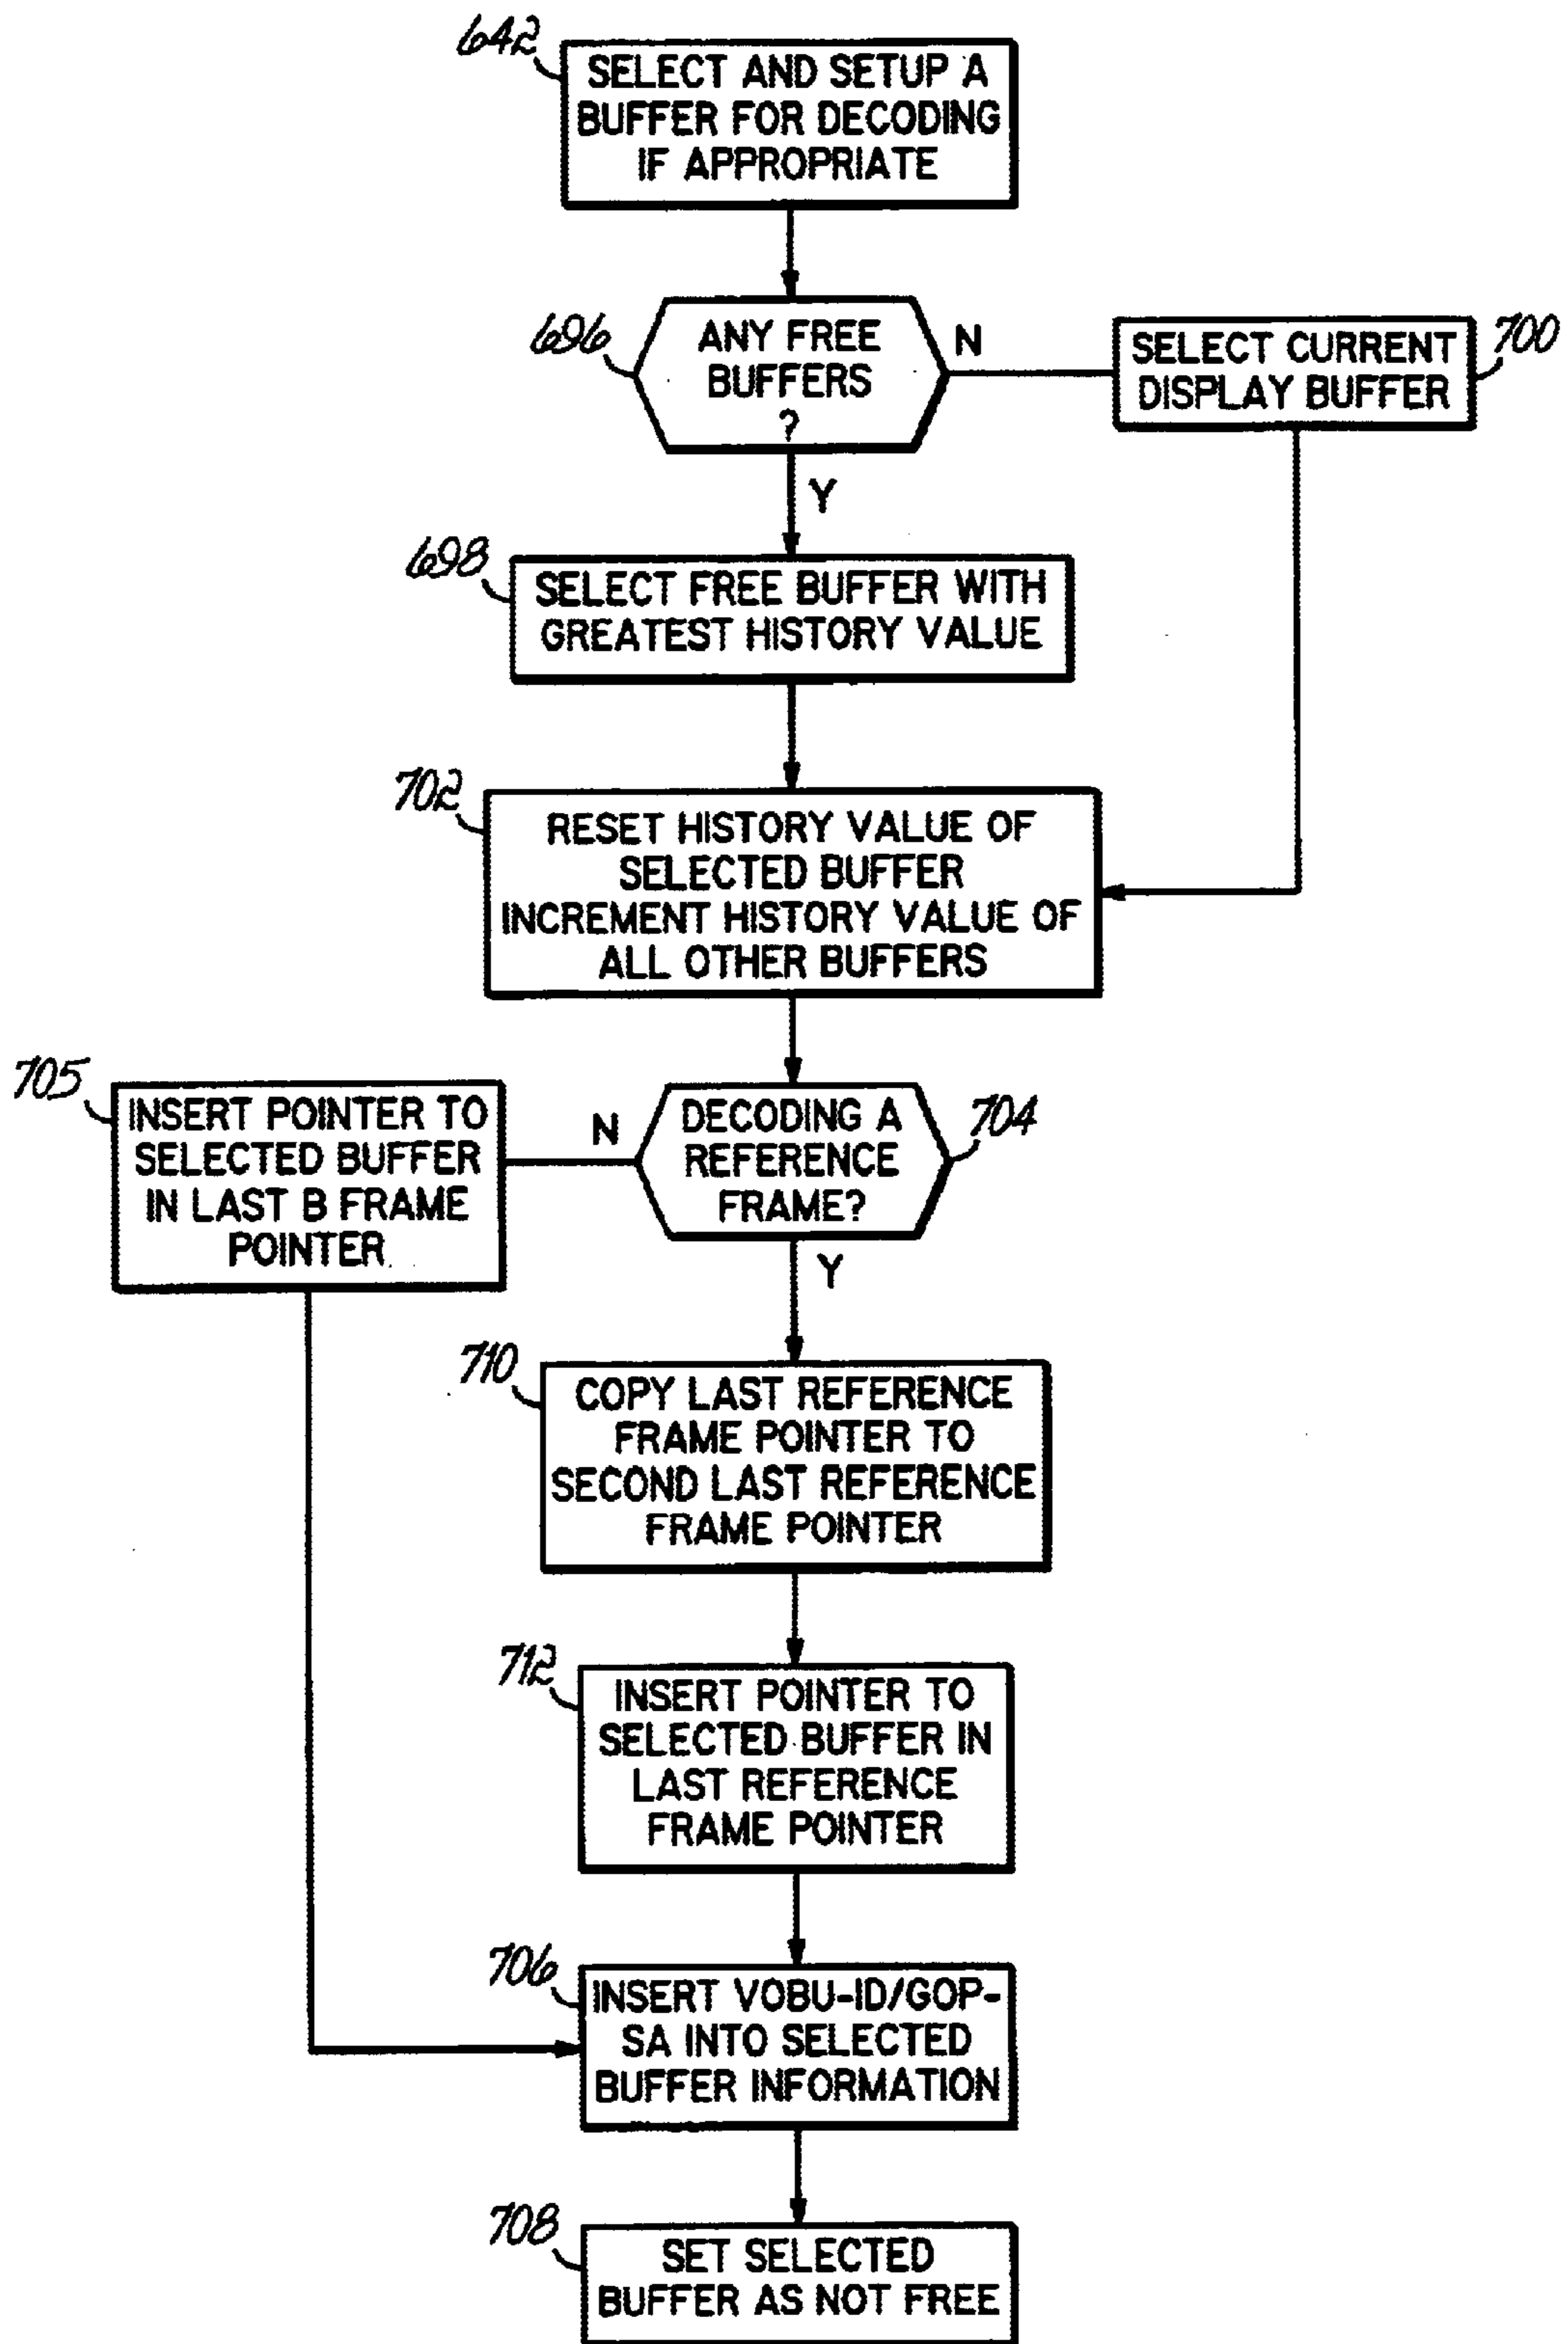 642
SELECT AND SETUP A
BUFFER FOR DECODING
IF APPROPRIATE
696
ANY FREE
BUFFERS
?
N
SELECT CURRENT
DISPLAY BUFFER
700
Y
698
SELECT FREE BUFFER WITH
GREATEST HISTORY VALUE
702
RESET HISTORY VALUE OF
SELECTED BUFFER
INCREMENT HISTORY VALUE OF
ALL OTHER BUFFERS
705
INSERT POINTER TO
SELECTED BUFFER
IN LAST B FRAME
POINTER
N
DECODING A
REFERENCE
FRAME?
704
Y
710
COPY LAST REFERENCE
FRAME POINTER TO
SECOND LAST REFERENCE
FRAME POINTER
712
INSERT POINTER TO
SELECTED BUFFER IN
LAST REFERENCE
FRAME POINTER
706
INSERT VOBU-ID/GOP-
SA INTO SELECTED
BUFFER INFORMATION
708
SET SELECTED
BUFFER AS NOT FREE